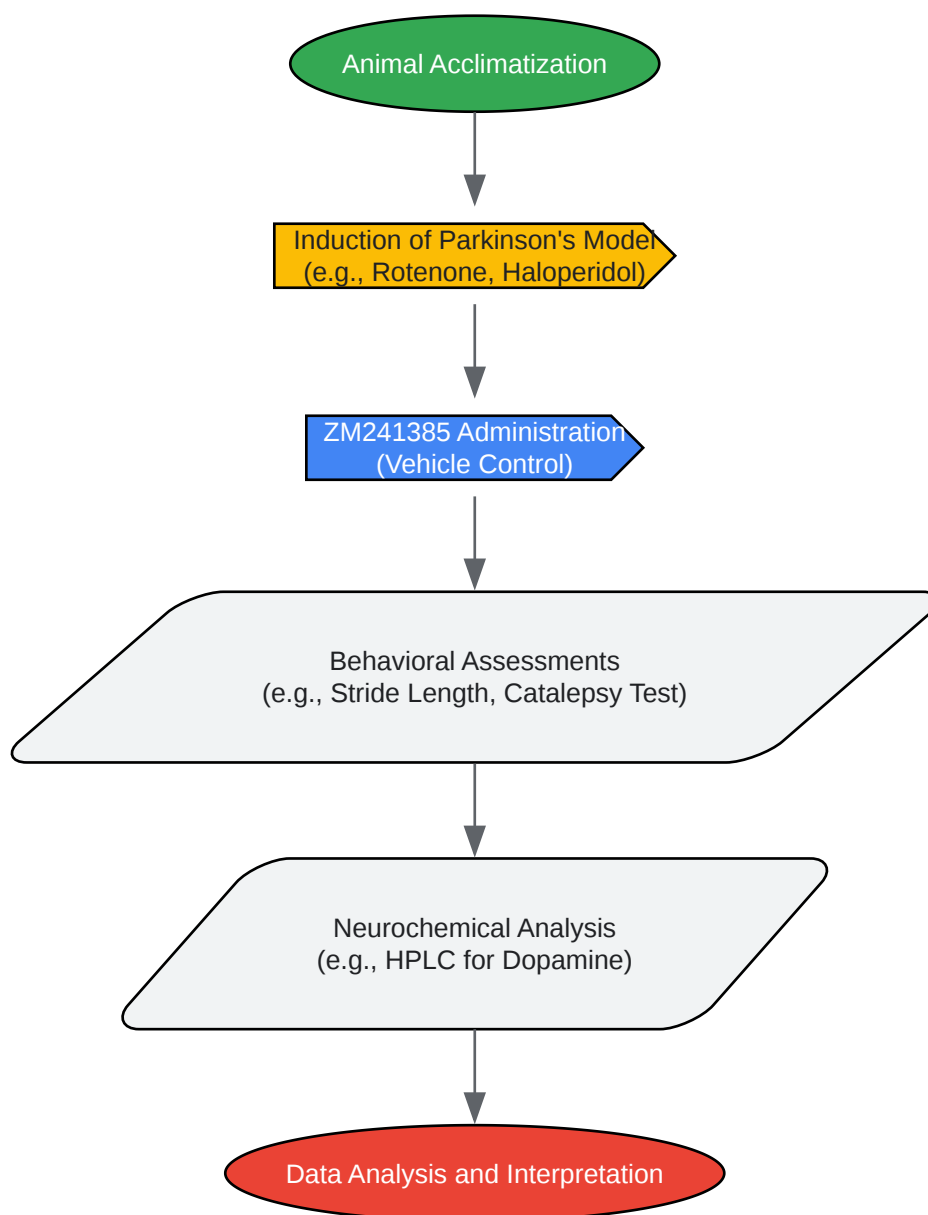 Animal Acclimatization
Induction of Parkinson's Model
(e.g., Rotenone, Haloperidol)
ZM241385 Administration
(Vehicle Control)
Behavioral Assessments
(e.g., Stride Length, Catalepsy Test)
Neurochemical Analysis
(e.g., HPLC for Dopamine)
Data Analysis and Interpretation